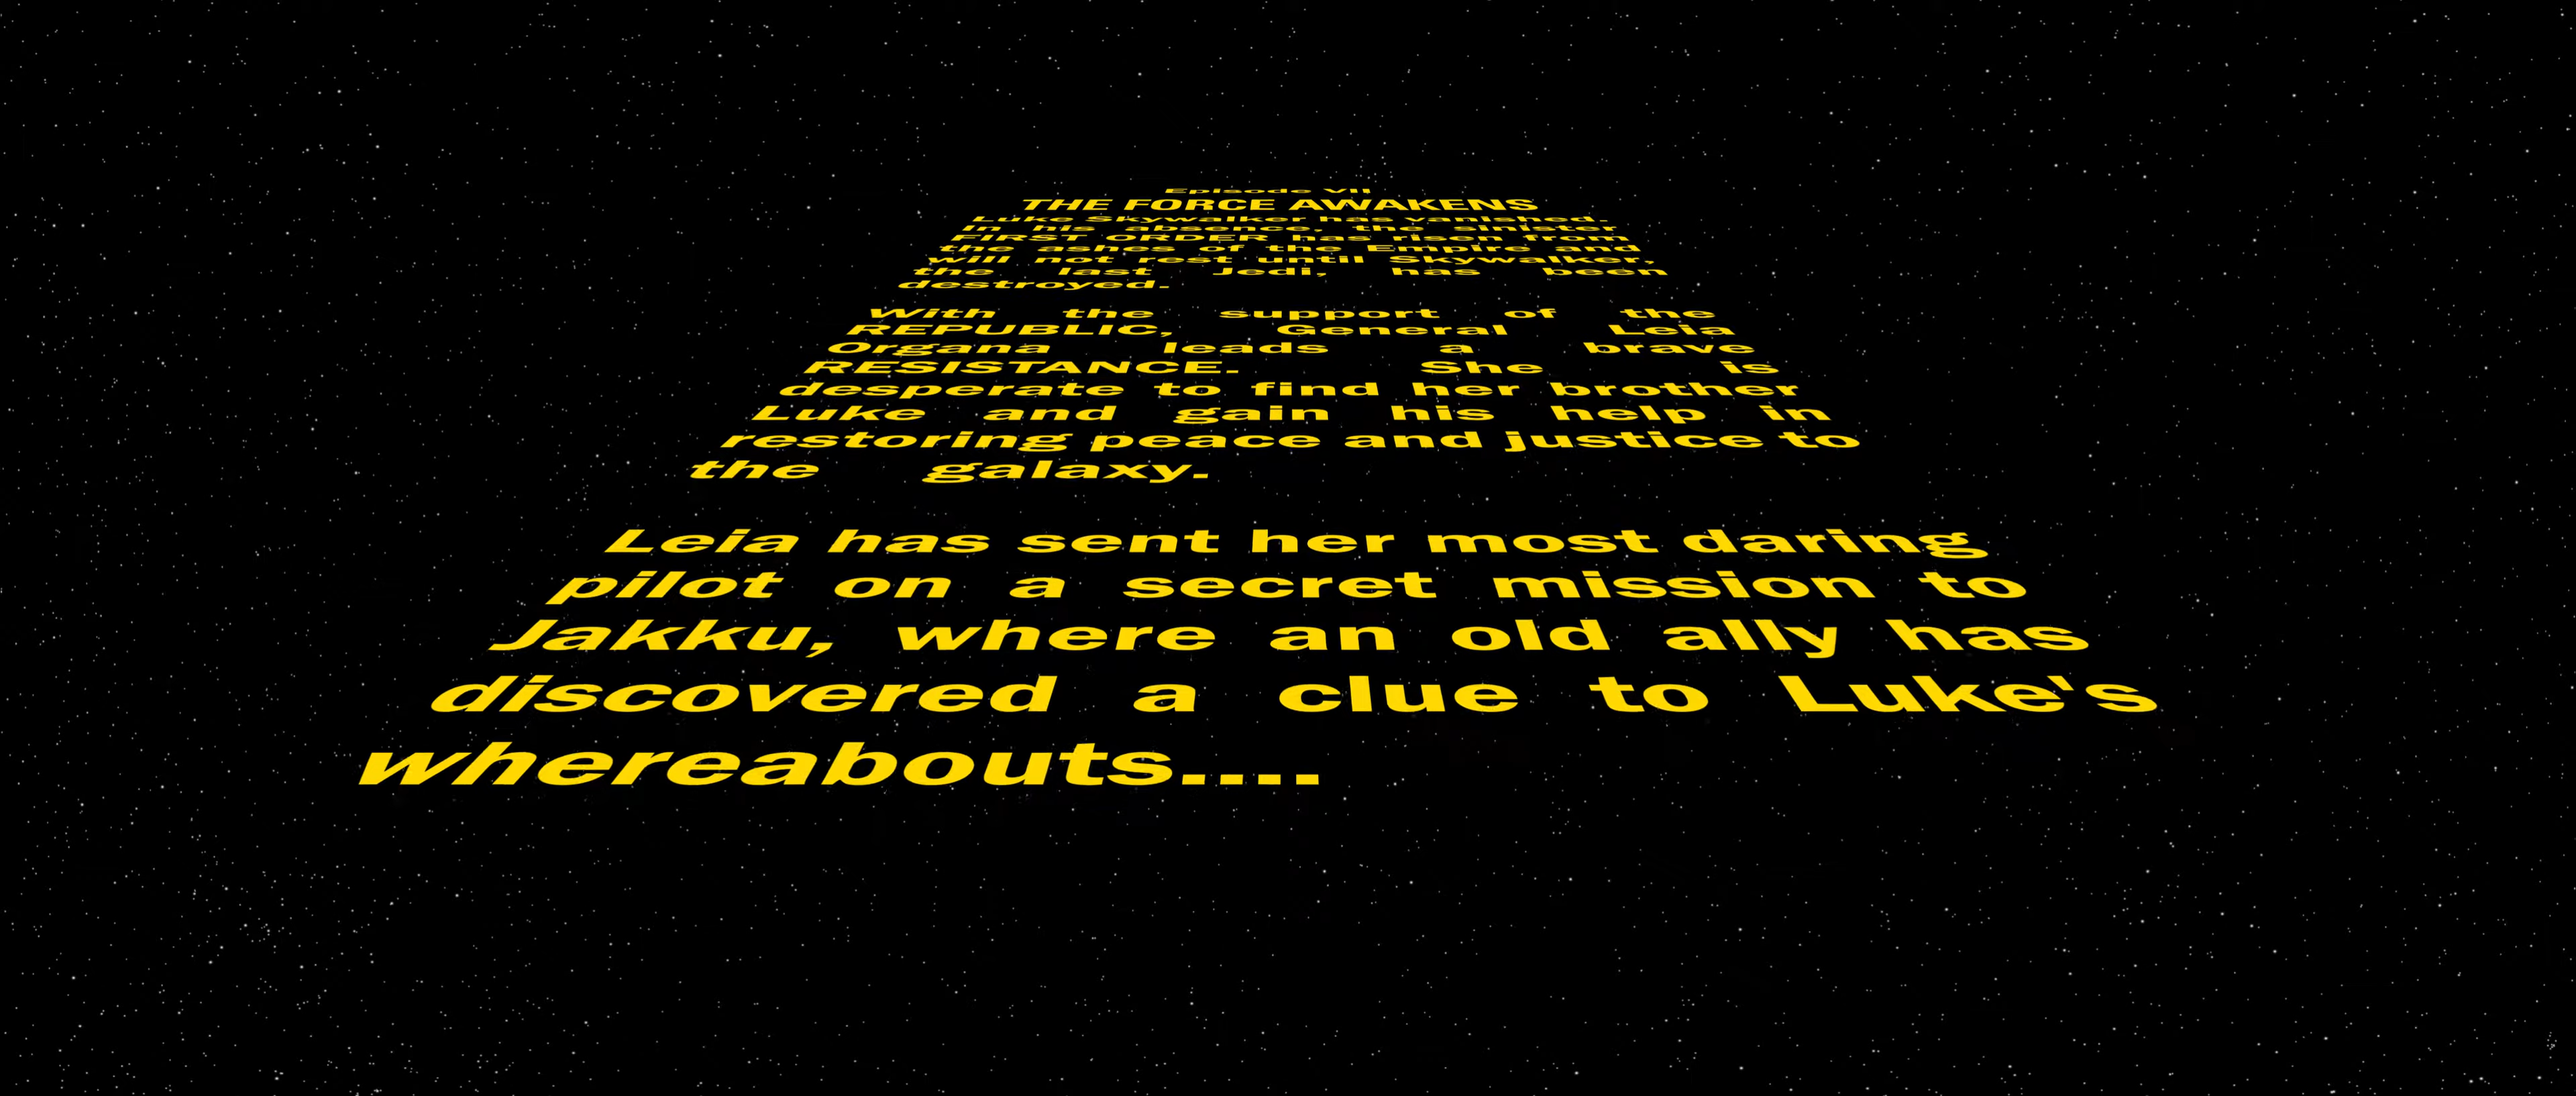 Episode VII
THE FORCE AWAKENS
Luke Skywalker has vanished.
In his absence, the sinister
FIRST ORDER has risen from
the ashes of the Empire and
will not rest until Skywalker,
the last Jedi, has been
destroyed.
With the support of the
REPUBLIC, General Leia
Organa leads a brave
RESISTANCE. She is
desperate to find her brother
Luke and gain his help in
restoring peace and justice to
the galaxy.
Leia has sent her most daring
pilot on a secret mission to
Jakku, where an old ally has
discovered a clue to Luke's
whereabouts....